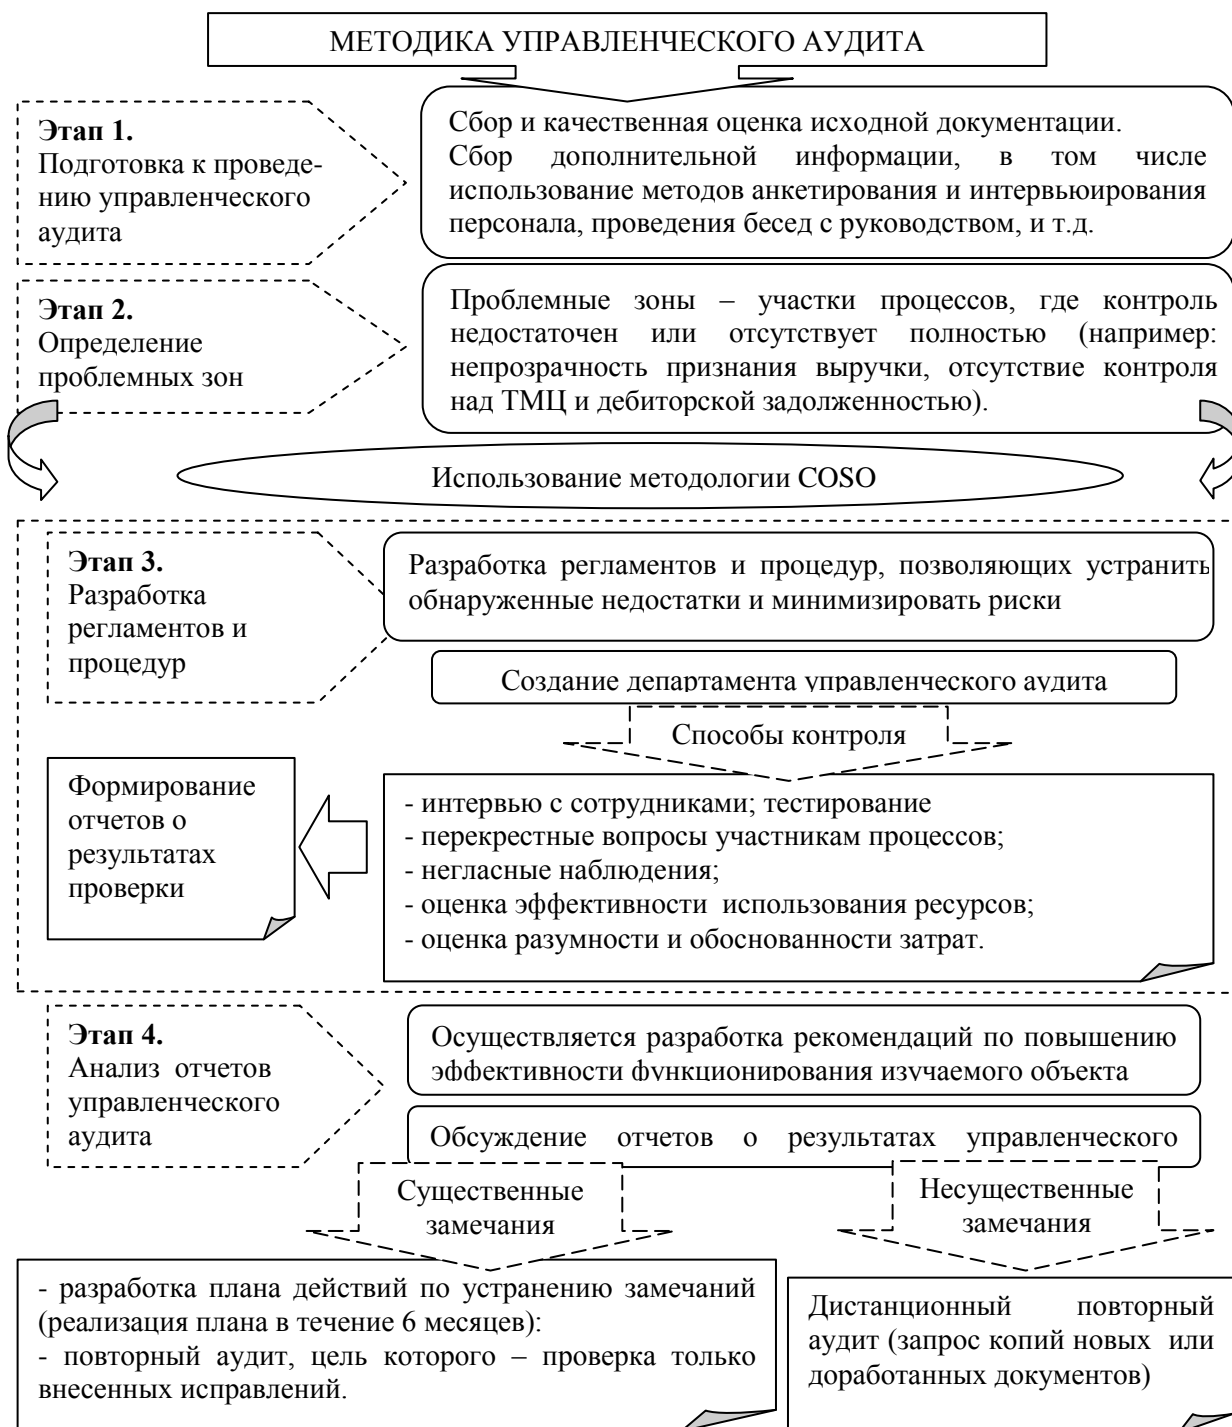 МЕТОДИКА УПРАВЛЕНЧЕСКОГО АУДИТА
Этап 1.
Подготовка к проведе-
нию управленческого
аудита
Сбор и качественная оценка исходной документации.
Сбор дополнительной информации, в том числе
использование методов анкетирования и интервьюирования
персонала, проведения бесед с руководством, и т.д.
Этап 2.
Определение
проблемных зон
Проблемные зоны – участки процессов, где контроль
недостаточен или отсутствует полностью (например:
непрозрачность признания выручки, отсутствие контроля
над ТМЦ и дебиторской задолженностью).
Использование методологии COSO
Этап 3.
Разработка
регламентов и
процедур
Разработка регламентов и процедур, позволяющих устранить
обнаруженные недостатки и минимизировать риски
Создание департамента управленческого аудита
Способы контроля
Формирование
отчетов о
результатах
проверки
- интервью с сотрудниками; тестирование
- перекрестные вопросы участникам процессов;
- негласные наблюдения;
- оценка эффективности использования ресурсов;
- оценка разумности и обоснованности затрат.
Этап 4.
Анализ отчетов
управленческого
аудита
Осуществляется разработка рекомендаций по повышению
эффективности функционирования изучаемого объекта
Обсуждение отчетов о результатах управленческого
Существенные
замечания
Несущественные
замечания
- разработка плана действий по устранению замечаний
(реализация плана в течение 6 месяцев):
- повторный аудит, цель которого – проверка только
внесенных исправлений.
Дистанционный повторный
аудит (запрос копий новых или
доработанных документов)